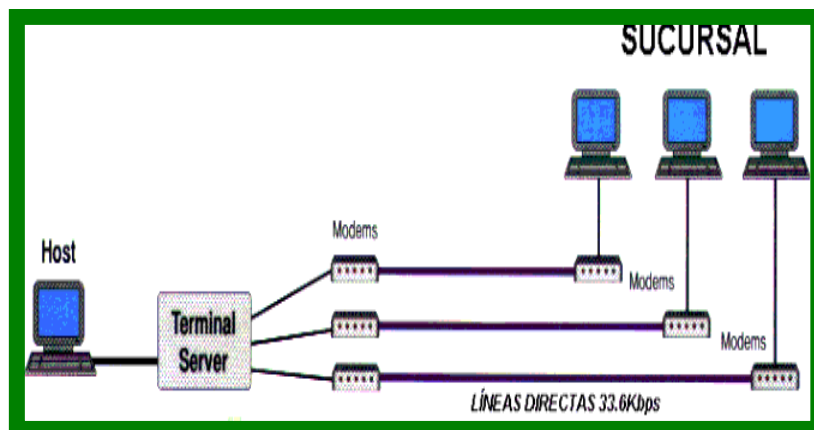 SUCURSAL
Modems
Host
Modems
Terminal
Server
Modems
LÍNEAS DIRECTAS 33.6Kbps